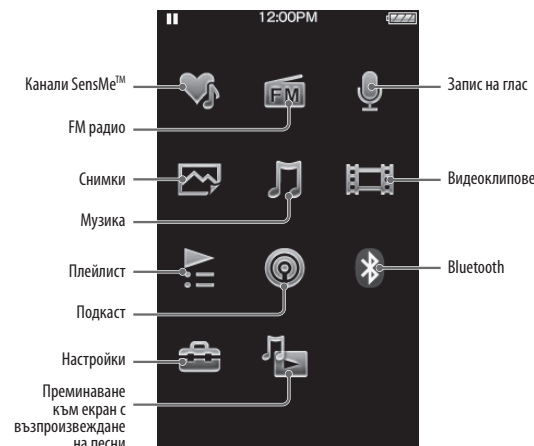 12:00PM
Канали SensMe™
FM
Запис на глас
FM радио
Снимки
Видеоклипове
Музика
Плейлист
Bluetooth
Подкаст
Настройки
Преминаване
към екран с
възпроизвеждане
на песни